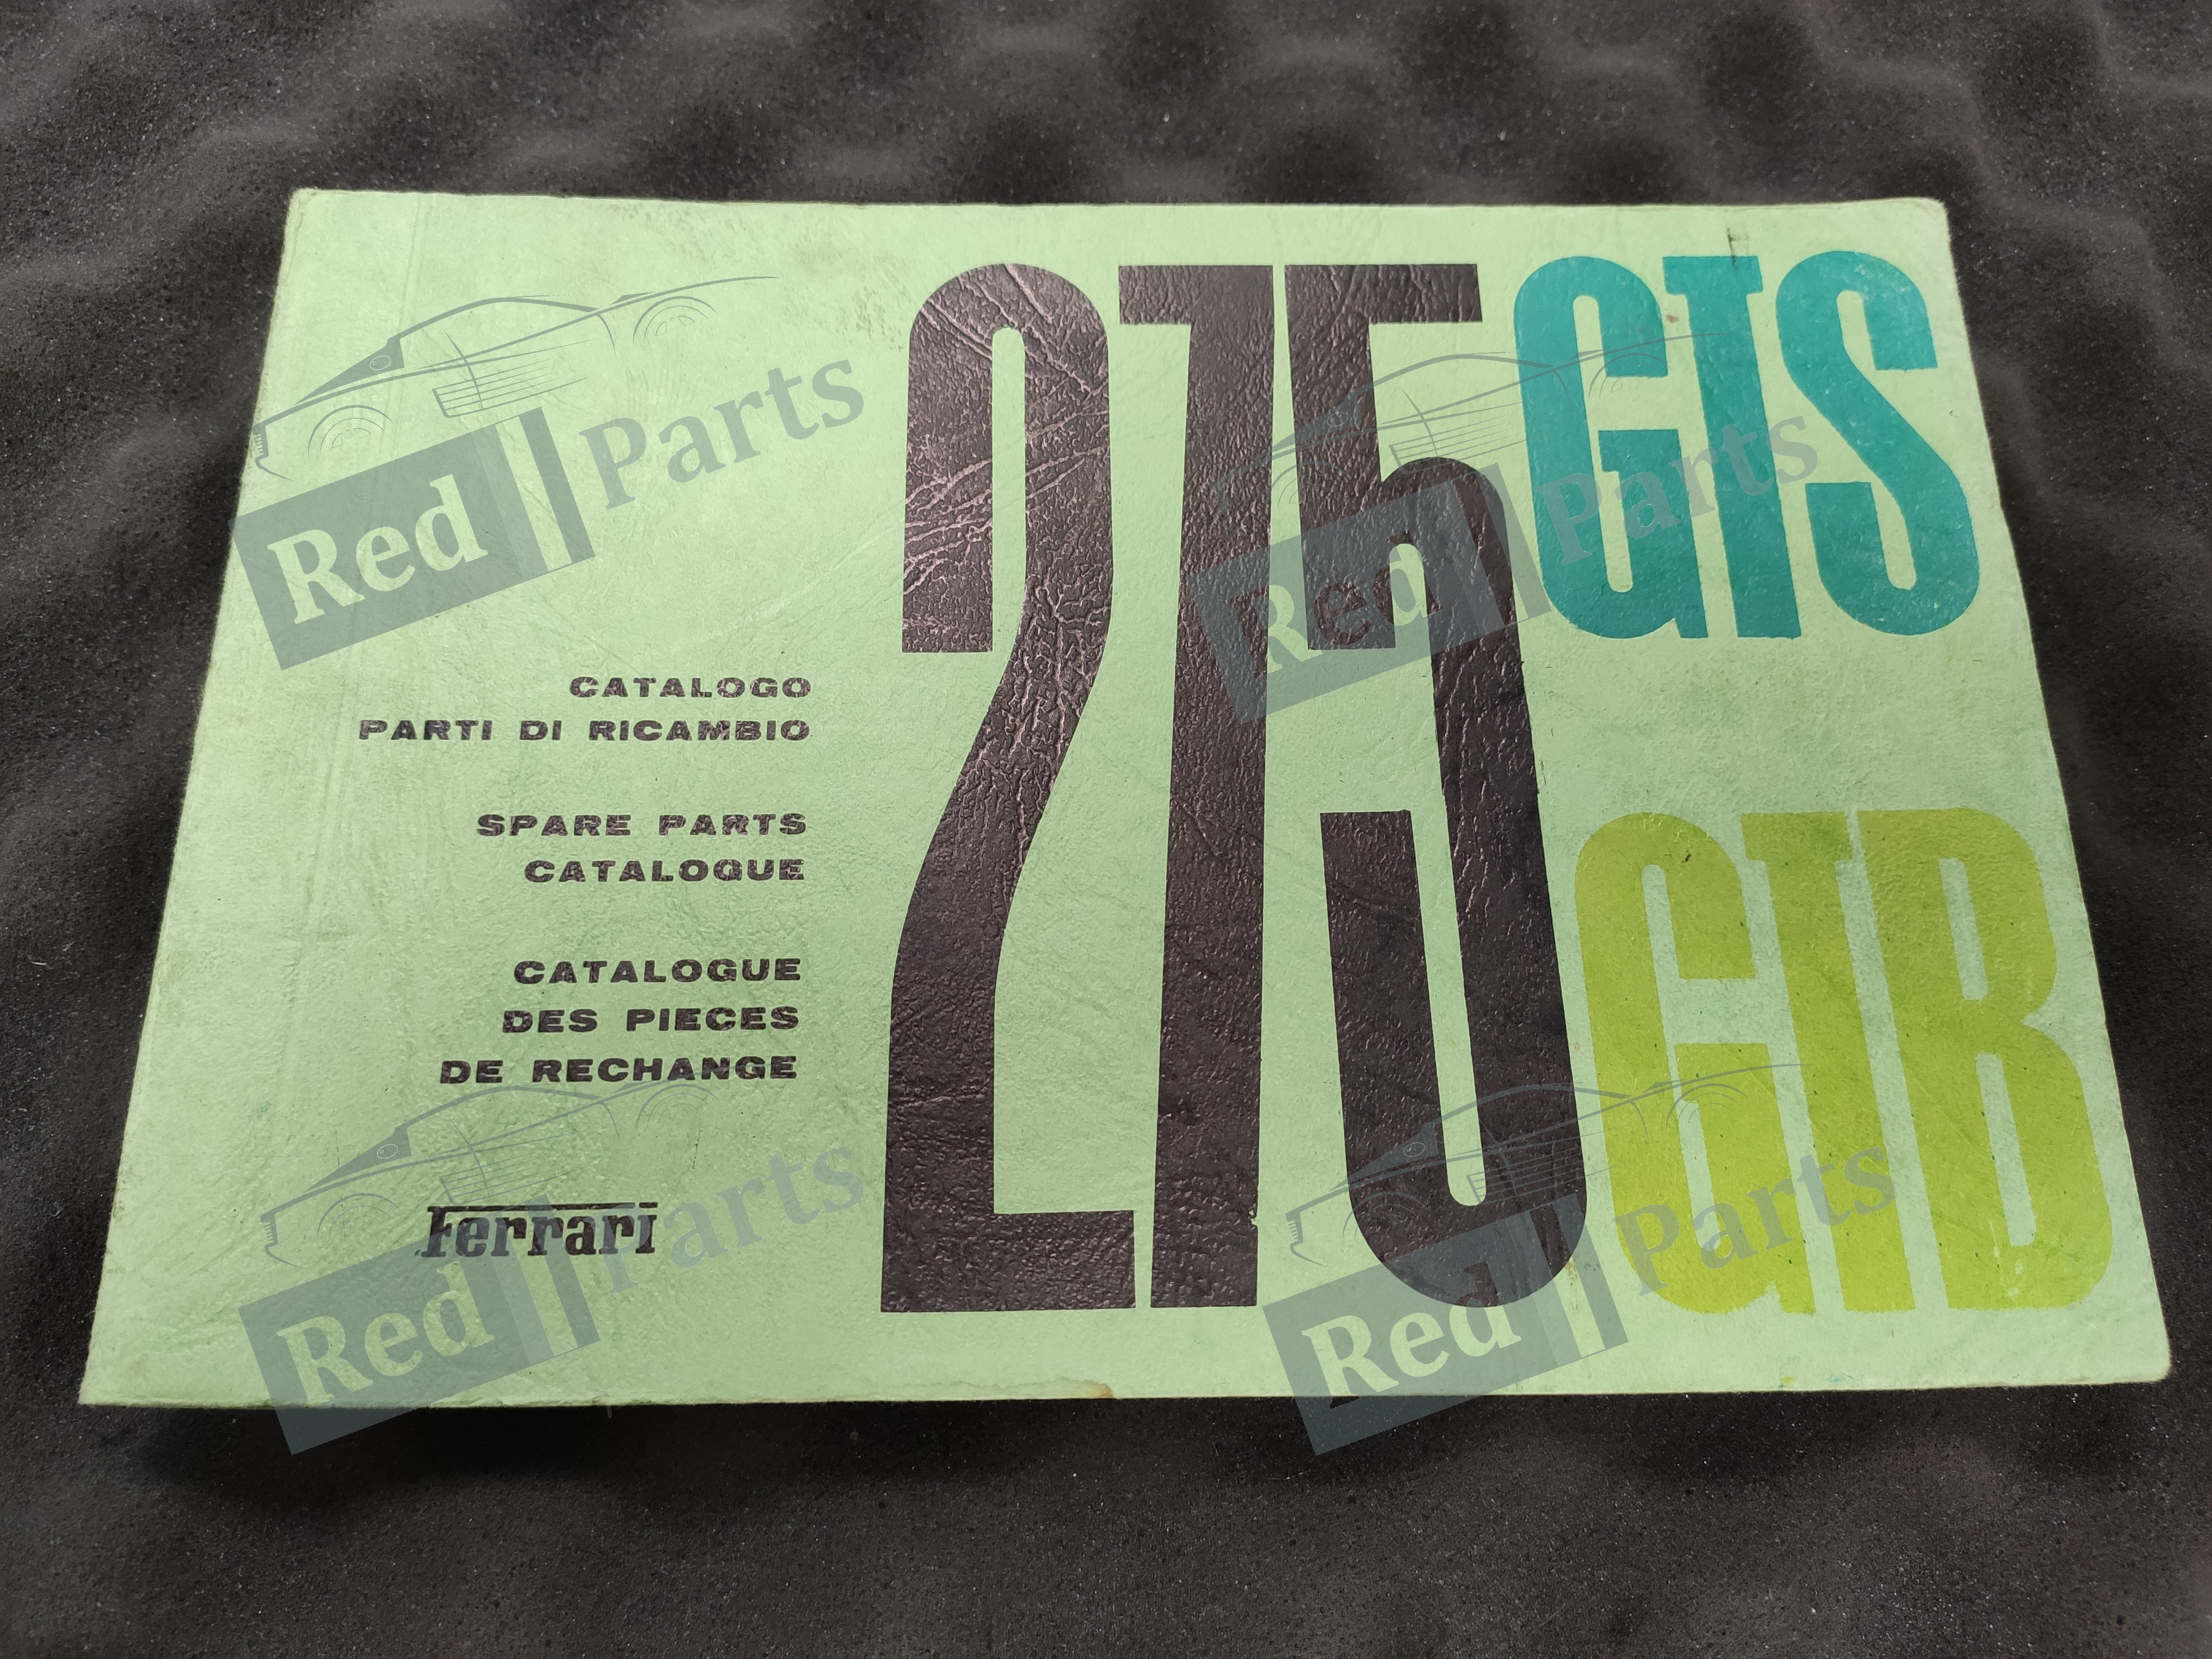 275
GTS
GTB
CATALOGO
PARTI DI RICAMBIO
SPARE PARTS
CATALOGUE
CATALOGUE
DES PIECES
DE RECHANGE
Ferrari
Red Parts
Red Parts
Red Parts
Red Parts